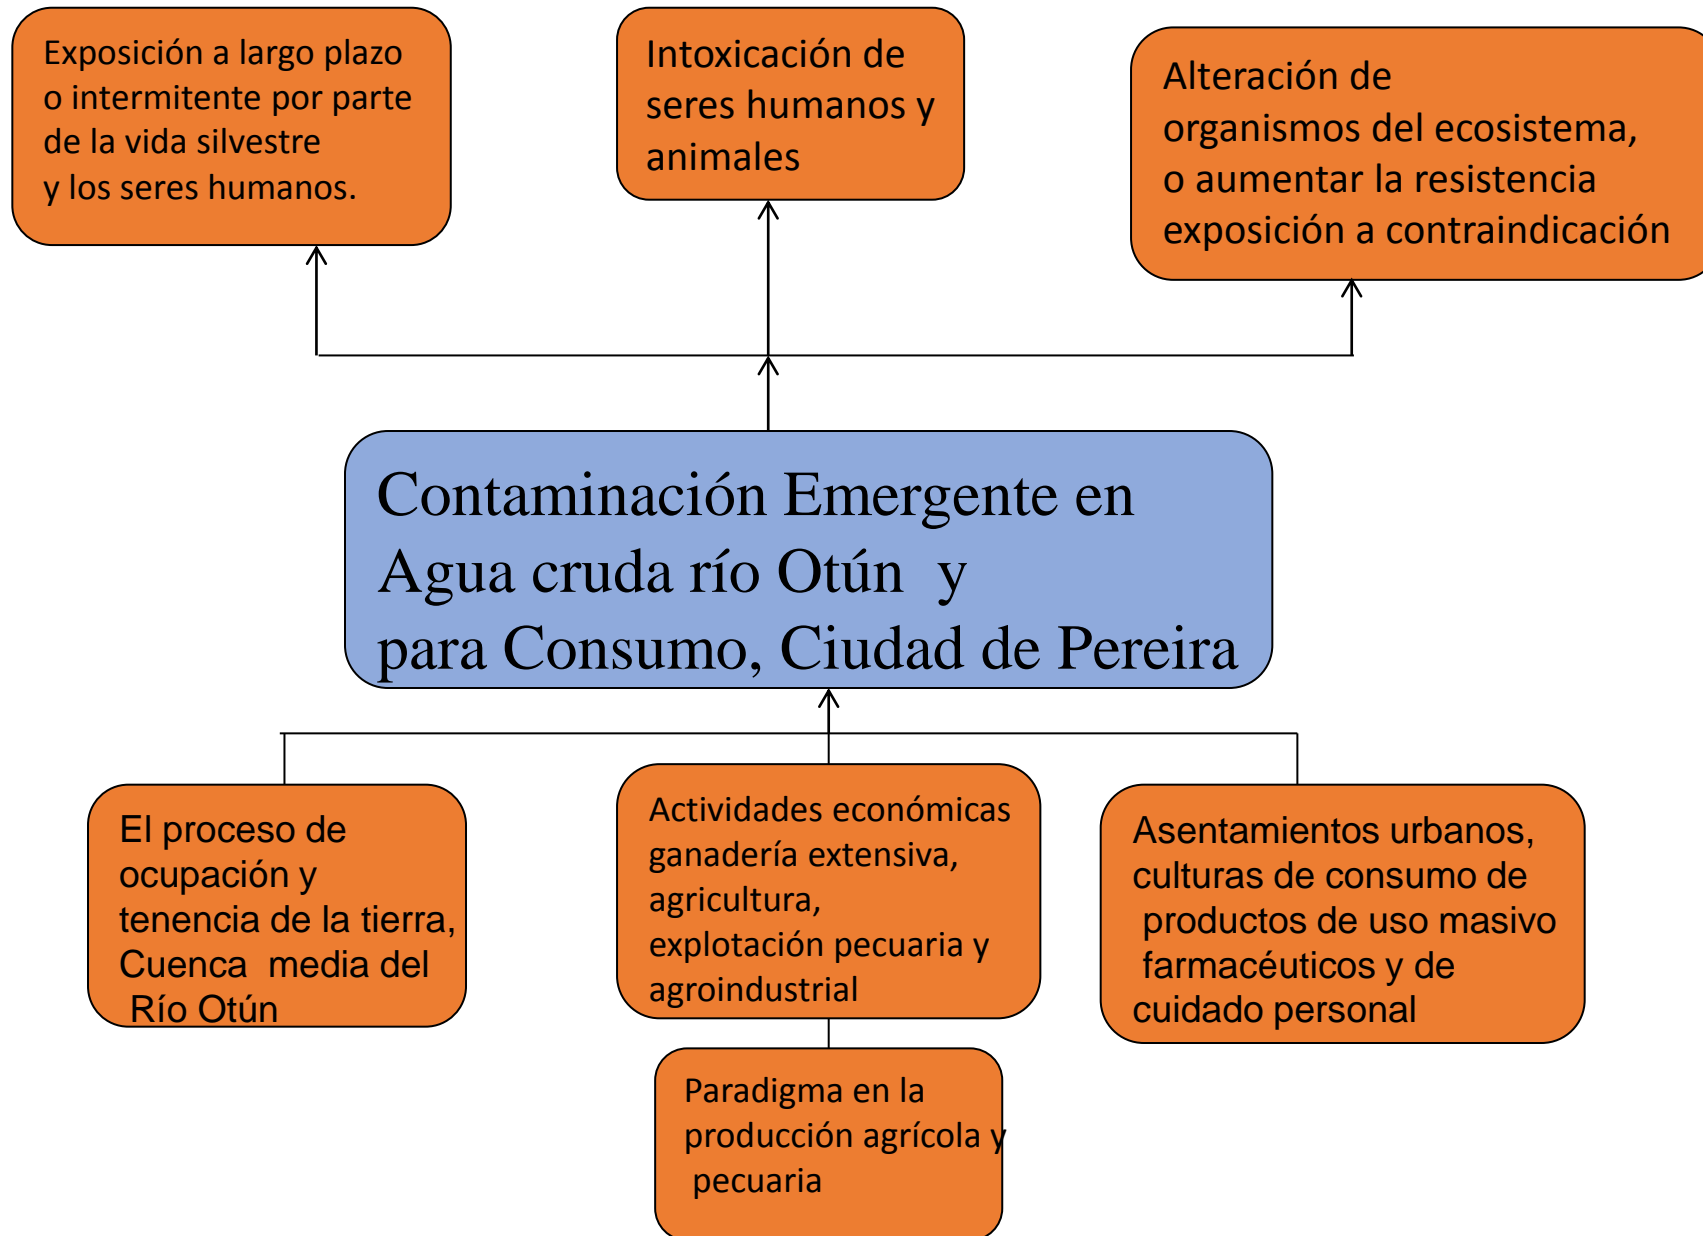 Exposición a largo plazo
o intermitente por parte
de la vida silvestre
y los seres humanos.
Intoxicación de
seres humanos y
animales
Alteración de
organismos del ecosistema,
o aumentar la resistencia
exposición a contraindicación
Contaminación Emergente en
Agua cruda río Otún y
para Consumo, Ciudad de Pereira
El proceso de
ocupación y
tenencia de la tierra,
Cuenca media del
Río Otún
Actividades económicas
ganadería extensiva,
agricultura,
explotación pecuaria y
agroindustrial
Asentamientos urbanos,
culturas de consumo de
productos de uso masivo
farmacéuticos y de
cuidado personal
Paradigma en la
producción agrícola y
pecuaria